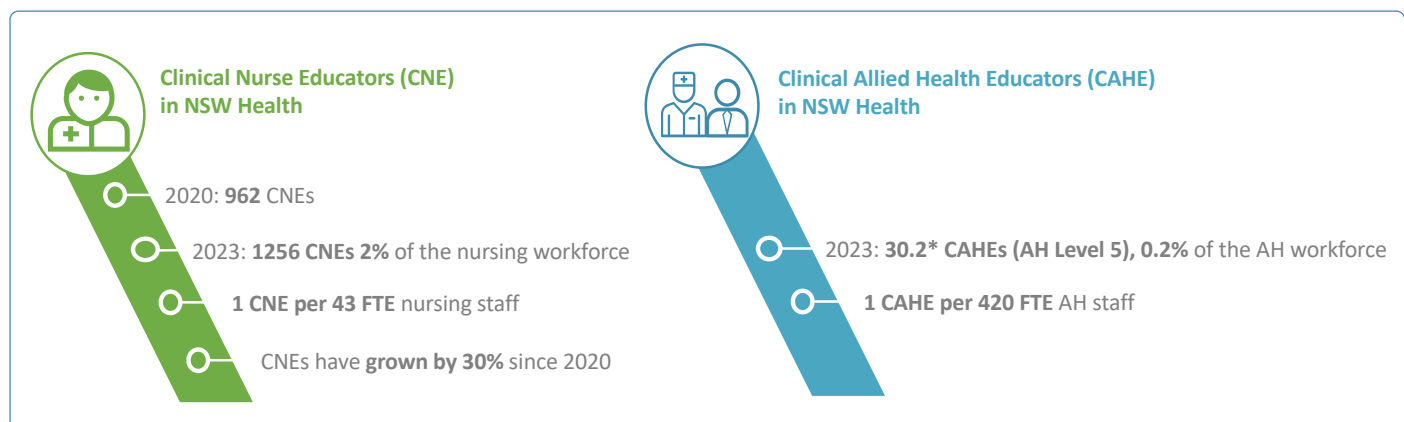 Clinical Nurse Educators (CNE)
in NSW Health
2020: 962 CNEs
2023: 1256 CNEs 2% of the nursing workforce
1 CNE per 43 FTE nursing staff
CNEs have grown by 30% since 2020
Clinical Allied Health Educators (CAHE)
in NSW Health
2023: 30.2* CAHEs (AH Level 5), 0.2% of the AH workforce
1 CAHE per 420 FTE AH staff